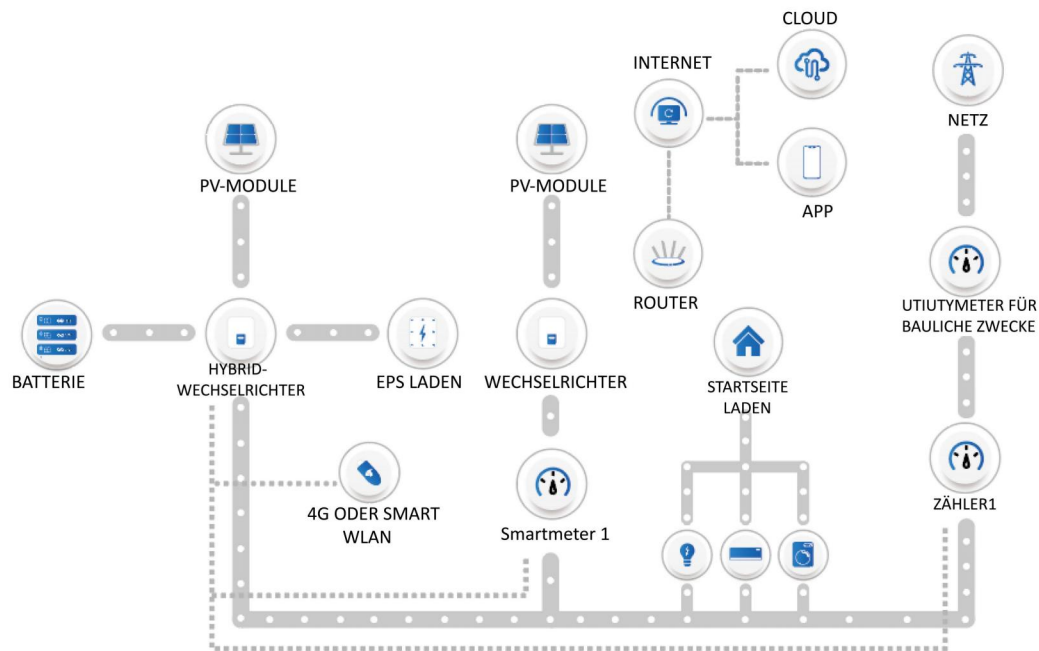 CLOUD
INTERNET
NETZ
PV-MODULE
PV-MODULE
APP
ROUTER
UTIUTYMETER FÜR
BAULICHE ZWECKE
BATTERIE
HYBRID-
WECHSELRICHTER
EPS LADEN
WECHSELRICHTER
STARTSEITE
LADEN
4G ODER SMART
WLAN
Smartmeter 1
ZÄHLER1